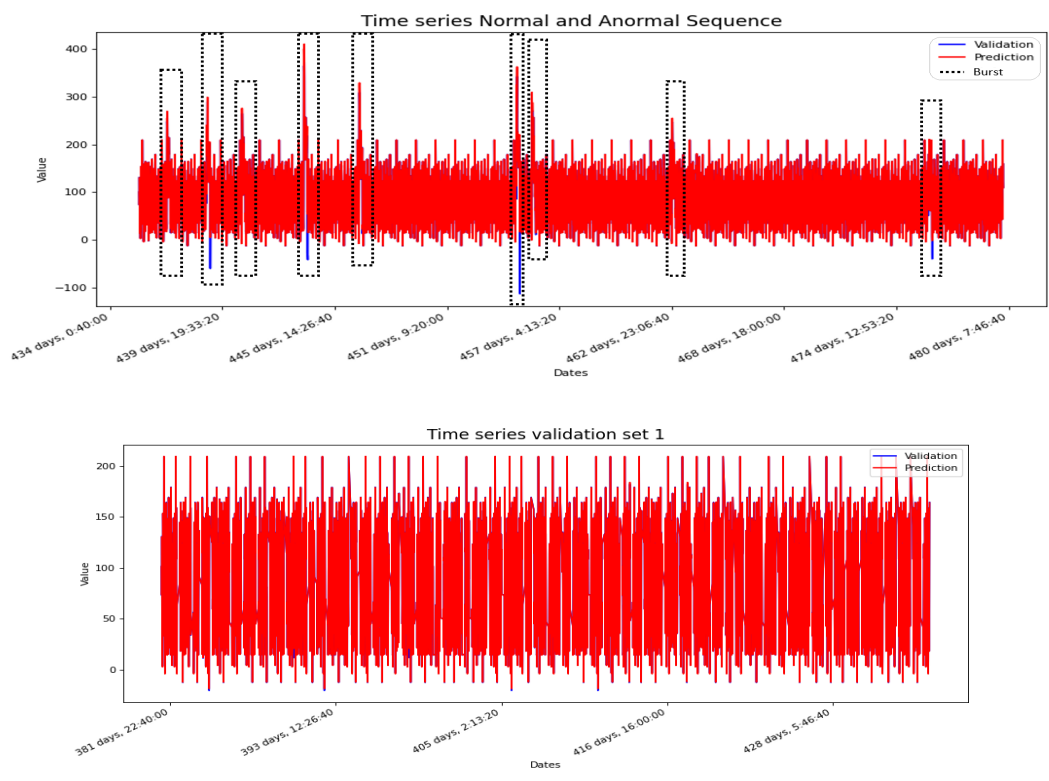 Time series Normal and Anormal Sequence
Validation
Prediction
Burst
400
300
200
100
0
−100
Value
434 days, 0:40:00
439 days, 19:33:20
445 days, 14:26:40
451 days, 9:20:00
457 days, 4:13:20
462 days, 23:06:40
468 days, 18:00:00
474 days, 12:53:20
480 days, 7:46:40
Dates
Time series validation set 1
Validation
Prediction
200
150
100
50
0
Value
381 days, 22:40:00
393 days, 12:26:40
405 days, 2:13:20
416 days, 16:00:00
428 days, 5:46:40
Dates